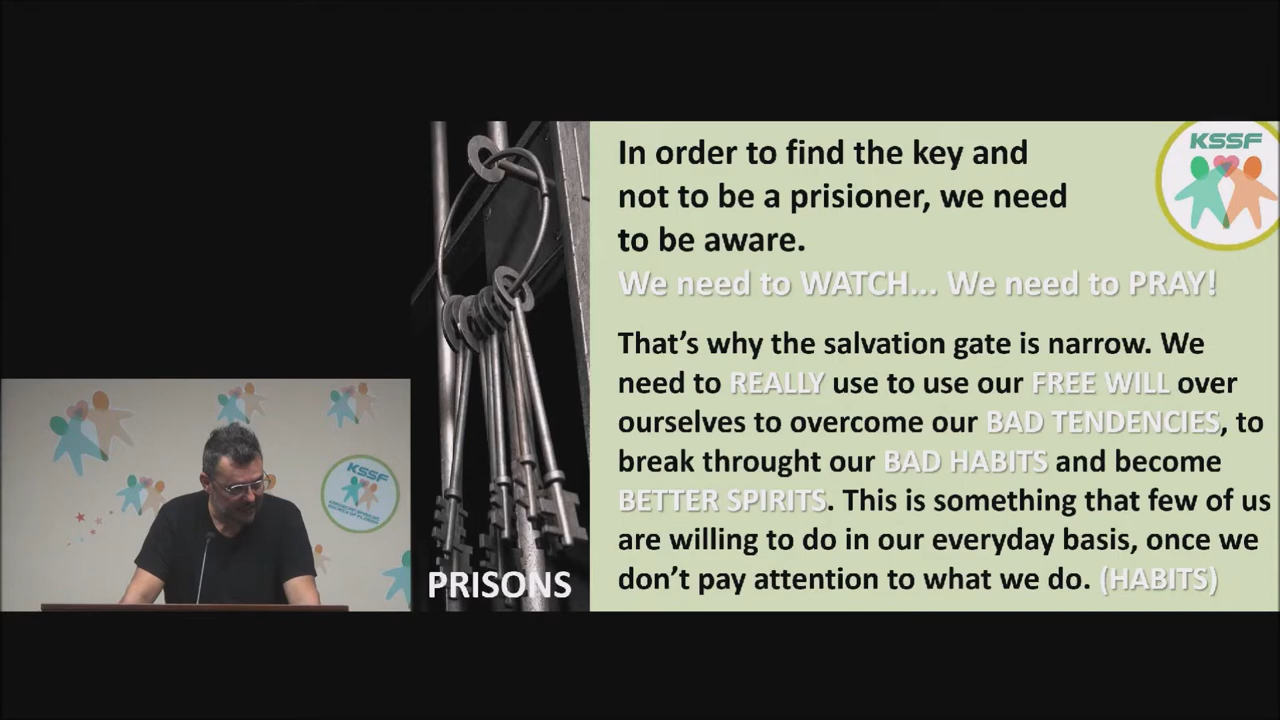 In order to find the key and
not to be a prisioner, we need
to be aware.
We need to WATCH... We need to PRAY!
That's why the salvation gate is narrow. We
need to REALLY use to use our FREE WILL over
ourselves to overcome our BAD TENDENCIES, to
break throught our BAD HABITS and become
BETTER SPIRITS. This is something that few of us
are willing to do in our everyday basis, once we
don't pay attention to what we do. (HABITS)
PRISONS
KSSF
KSSF